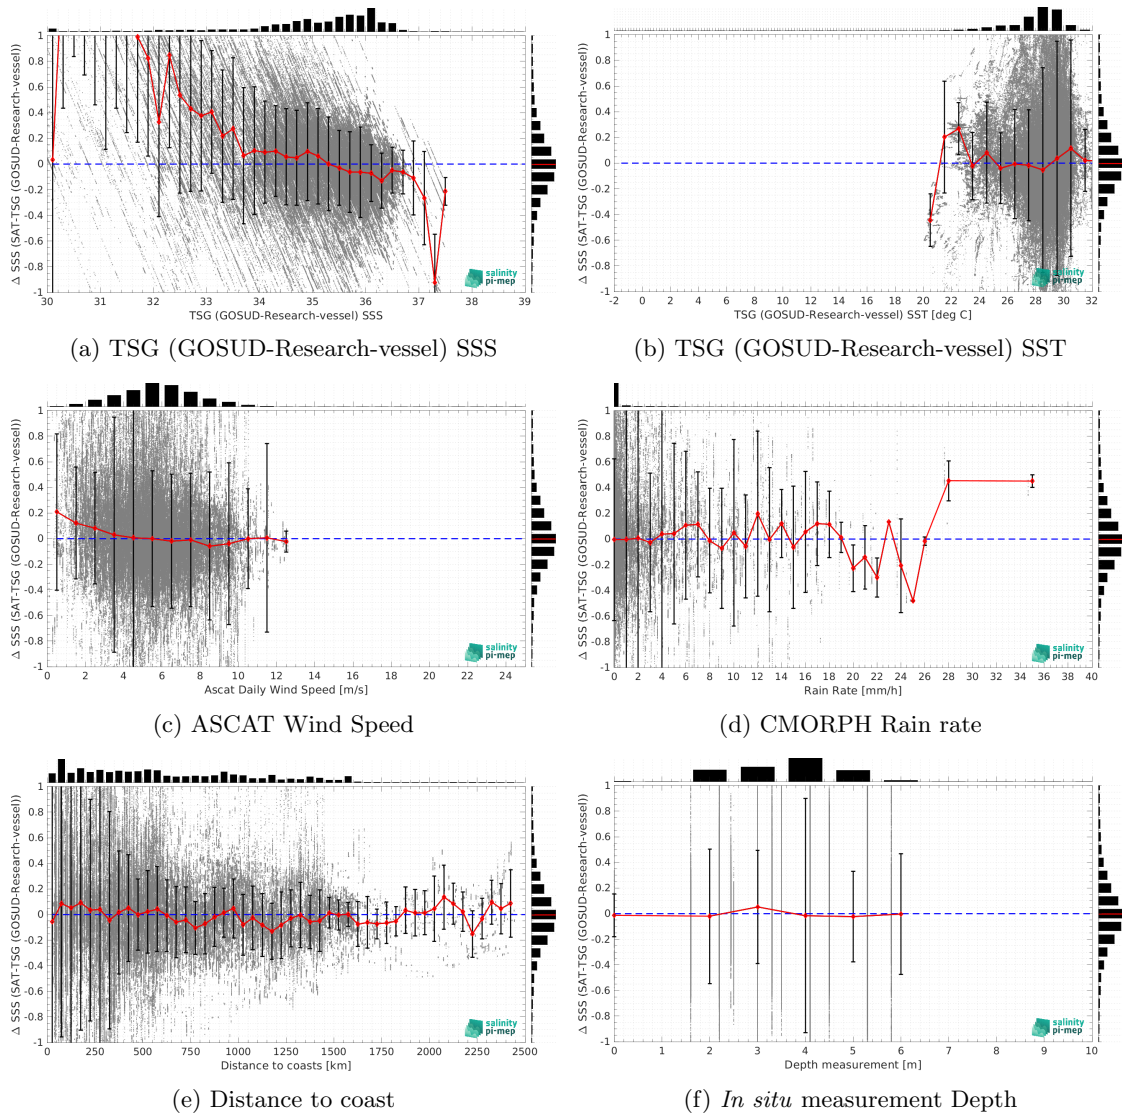 1
0.8
0.6
0.4
0.2
0
-0.2
-0.4
-0.6
-0.8
-1
Δ SSS (SAT-TSG (GOSUD-Research-vessel))
30 31 32 33 34 35 36 37 38 39
TSG (GOSUD-Research-vessel) SSS
salinity
pi-mep
(a) TSG (GOSUD-Research-vessel) SSS
1
0.8
0.6
0.4
0.2
0
-0.2
-0.4
-0.6
-0.8
-1
Δ SSS (SAT-TSG (GOSUD-Research-vessel))
-2 0 2 4 6 8 10 12 14 16 18 20 22 24 26 28 30 32
TSG (GOSUD-Research-vessel) SST [deg C]
salinity
pi-mep
(b) TSG (GOSUD-Research-vessel) SST
1
0.8
0.6
0.4
0.2
0
-0.2
-0.4
-0.6
-0.8
-1
Δ SSS (SAT-TSG (GOSUD-Research-vessel))
0 2 4 6 8 10 12 14 16 18 20 22 24
Ascat Daily Wind Speed [m/s]
salinity
pi-mep
(c) ASCAT Wind Speed
1
0.8
0.6
0.4
0.2
0
-0.2
-0.4
-0.6
-0.8
-1
Δ SSS (SAT-TSG (GOSUD-Research-vessel))
0 2 4 6 8 10 12 14 16 18 20 22 24 26 28 30 32 34 36 38 40
Rain Rate [mm/h]
salinity
pi-mep
(d) CMORPH Rain rate
1
0.8
0.6
0.4
0.2
0
-0.2
-0.4
-0.6
-0.8
-1
Δ SSS (SAT-TSG (GOSUD-Research-vessel))
0 250 500 750 1000 1250 1500 1750 2000 2250 2500
Distance to coasts [km]
salinity
pi-mep
(e) Distance to coast
1
0.8
0.6
0.4
0.2
0
-0.2
-0.4
-0.6
-0.8
-1
Δ SSS (SAT-TSG (GOSUD-Research-vessel))
0 1 2 3 4 5 6 7 8 9 10
Depth measurement [m]
salinity
pi-mep
(f) In situ measurement Depth